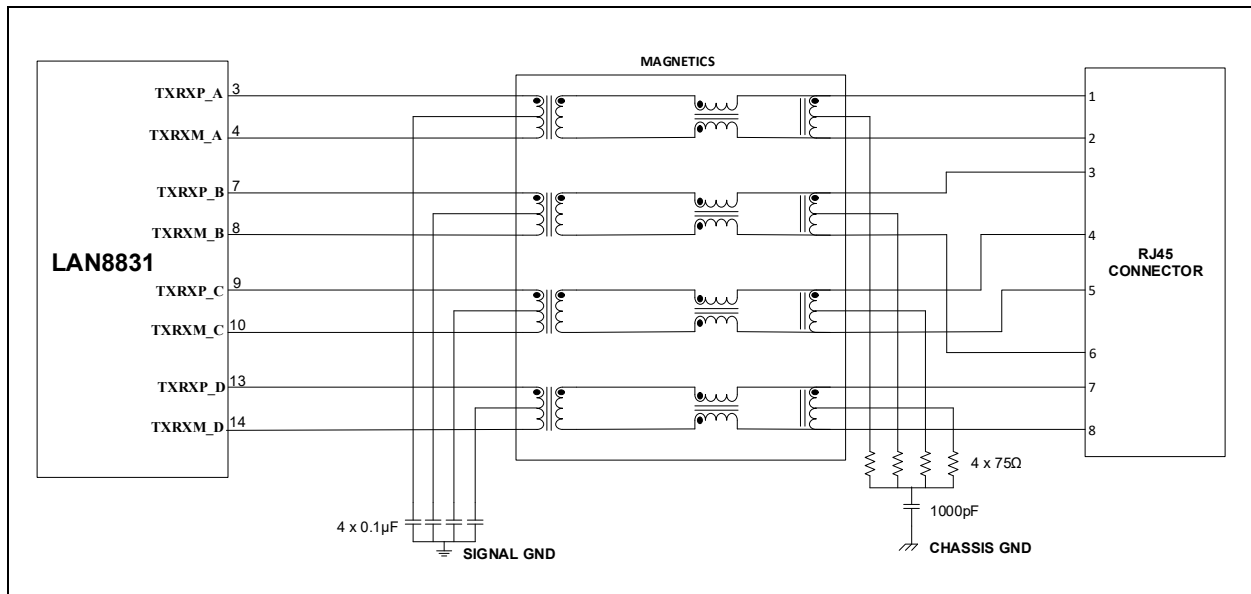 MAGNETICS
LAN8831
TXRXP_A 3
TXRXM_A 4
TXRXP_B 7
TXRXM_B 8
TXRXP_C 9
TXRXM_C 10
TXRXP_D 13
TXRXM_D 14
1
2
3
4
5
6
7
8
RJ45
CONNECTOR
4 x 75Ω
1000pF
CHASSIS GND
4 x 0.1µF
SIGNAL GND